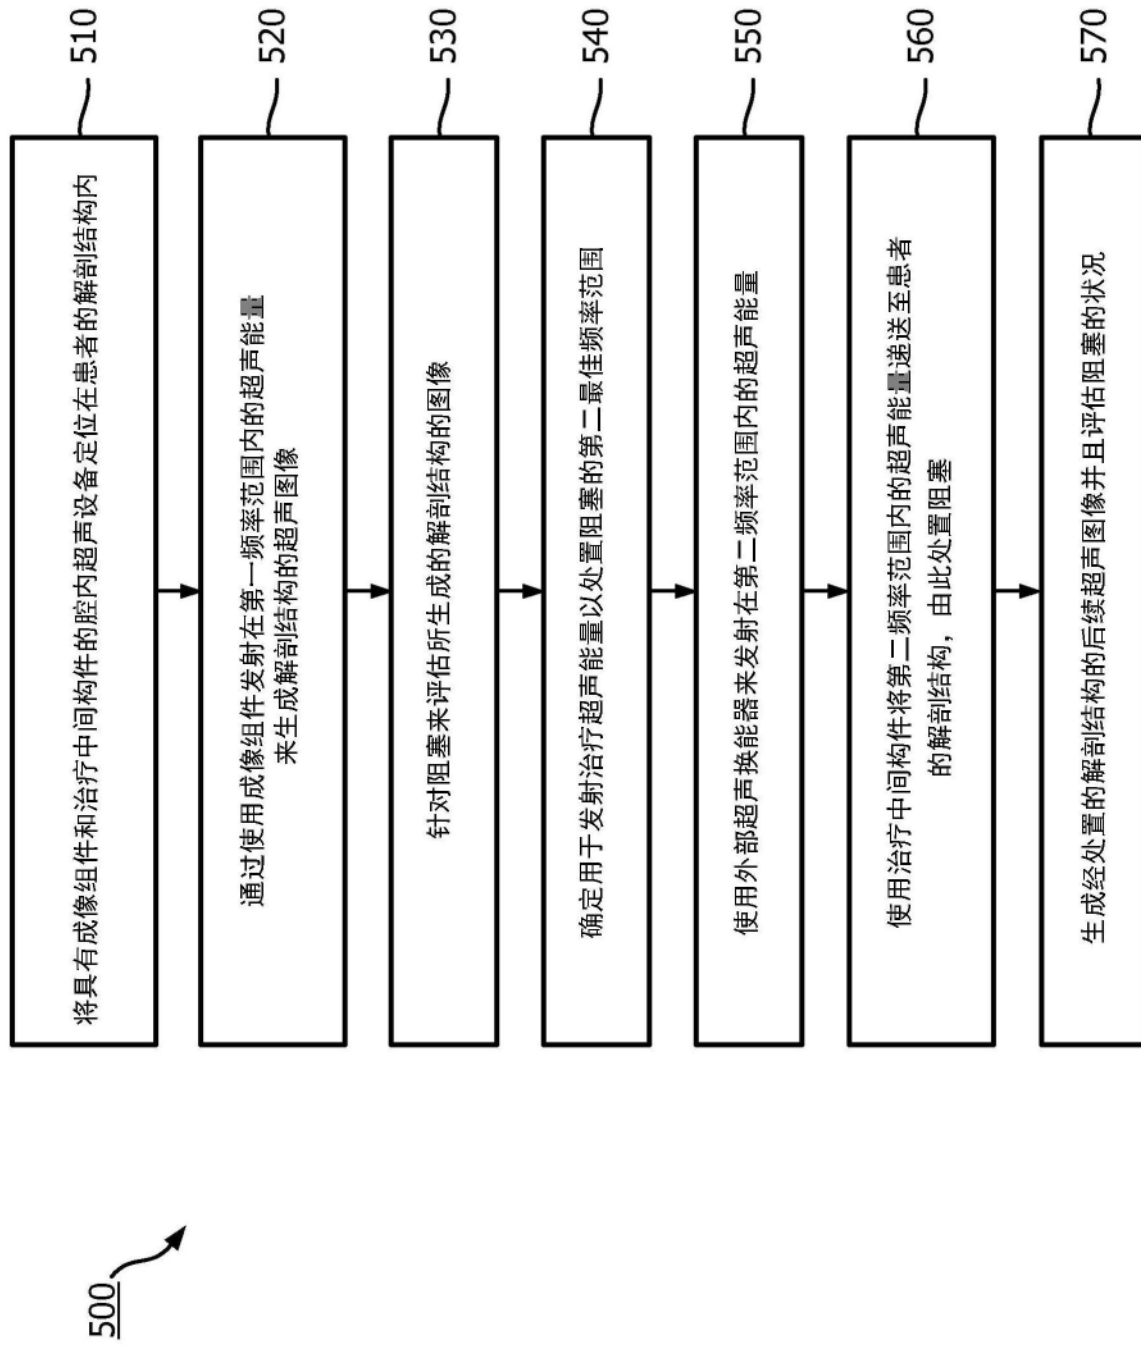 500
将具有成像组件和治疗中间构件的腔内超声设备定位在患者的解剖结构内
510
通过使用成像组件发射在第一频率范围内的超声能量
来生成解剖结构的超声图像
520
针对阻塞来评估所生成的解剖结构的图像
530
确定用于发射治疗超声能量以处置阻塞的第二最佳频率范围
540
使用外部超声换能器来发射在第二频率范围内的超声能量
550
使用治疗中间构件将第二频率范围内的超声能量递送至患者
的解剖结构，由此处置阻塞
560
生成经处置的解剖结构的后续超声图像并且评估阻塞的状况
570